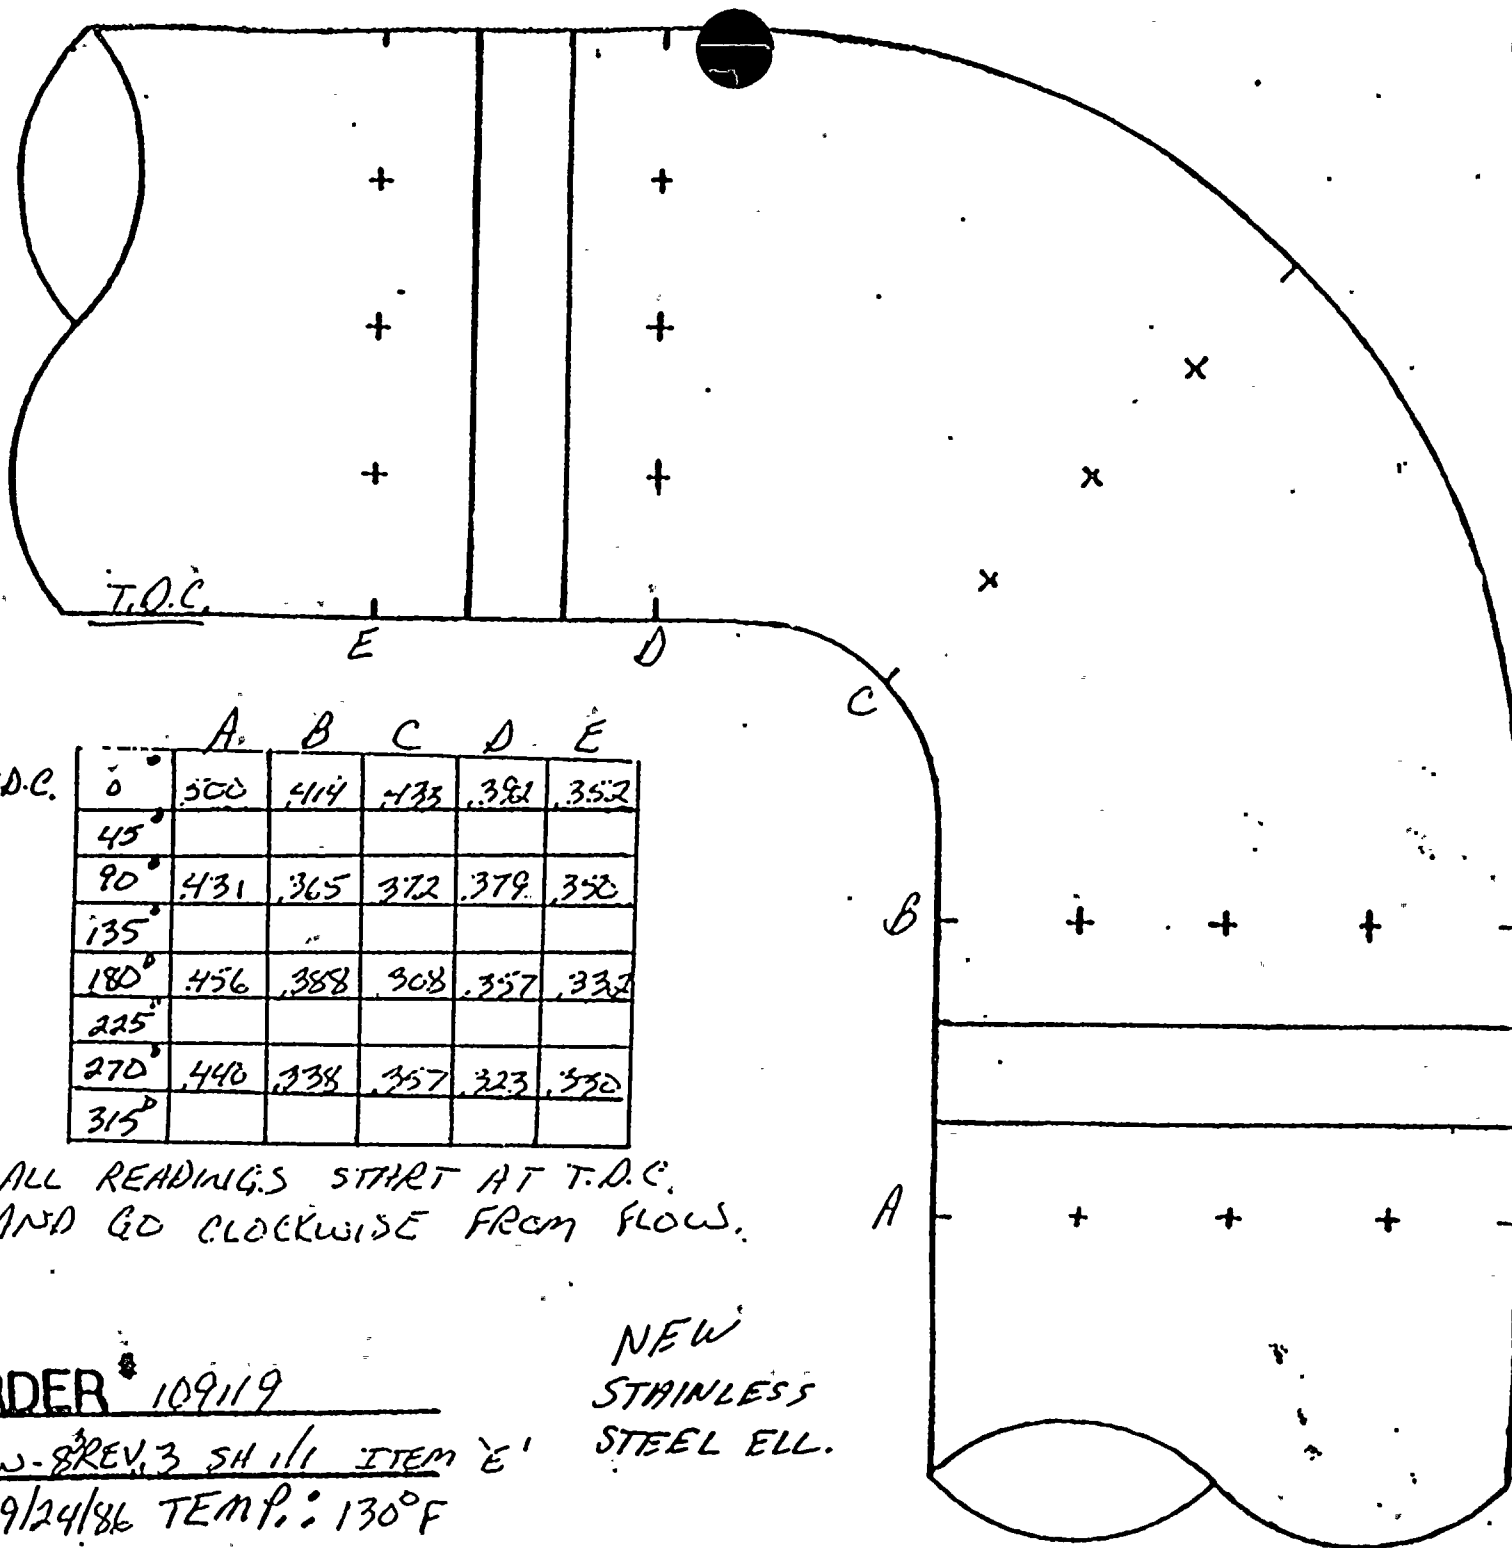 T.D.C.
E D
C
A B C D E
D.C. 0° .500 .414 .433 .392 .352
45°
90° .431 .365 .372 .379 .350
135°
180° .456 .388 .308 .357 .332
225°
270° .440 .338 .357 .323 .330
315°
B
A
ALL READINGS START AT T.D.C.
AND GO CLOCKWISE FROM FLOW.
NEW
STAINLESS
STEEL ELL.
DER # 109119
REV. 3 SH 1/1 ITEM 'E'
9/24/86 TEMP.: 130°F